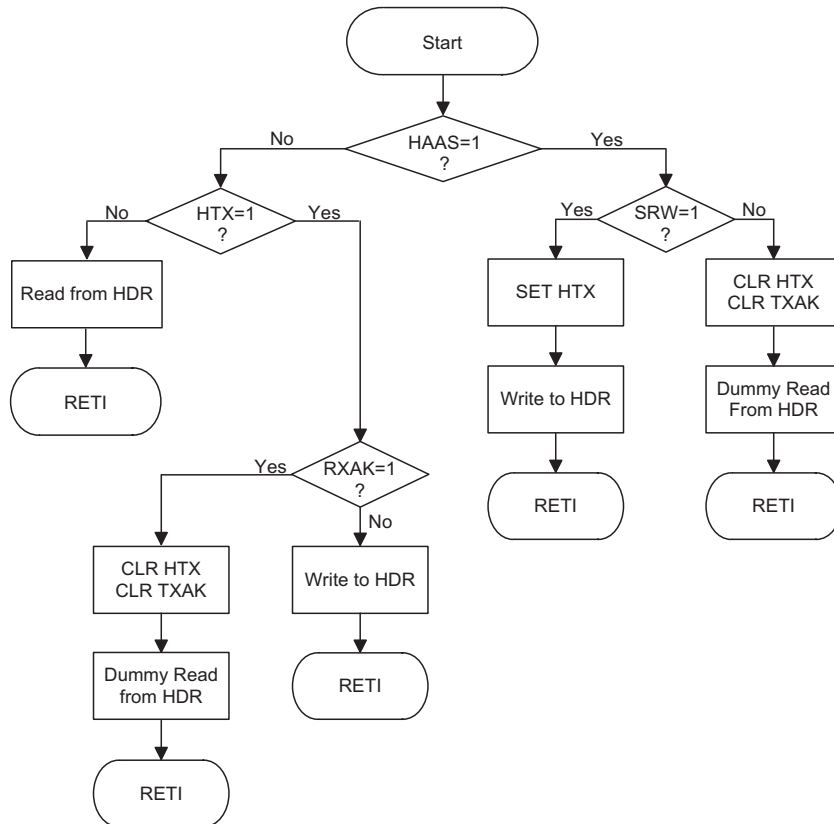 Start
HAAS=1
?
No
Yes
HTX=1
?
No
Yes
SRW=1
?
Yes
No
Read from HDR
SET HTX
CLR HTX
CLR TXAK
RETI
Write to HDR
Dummy Read
From HDR
RXAK=1
?
Yes
No
RETI
RETI
CLR HTX
CLR TXAK
Write to HDR
Dummy Read
from HDR
RETI
RETI